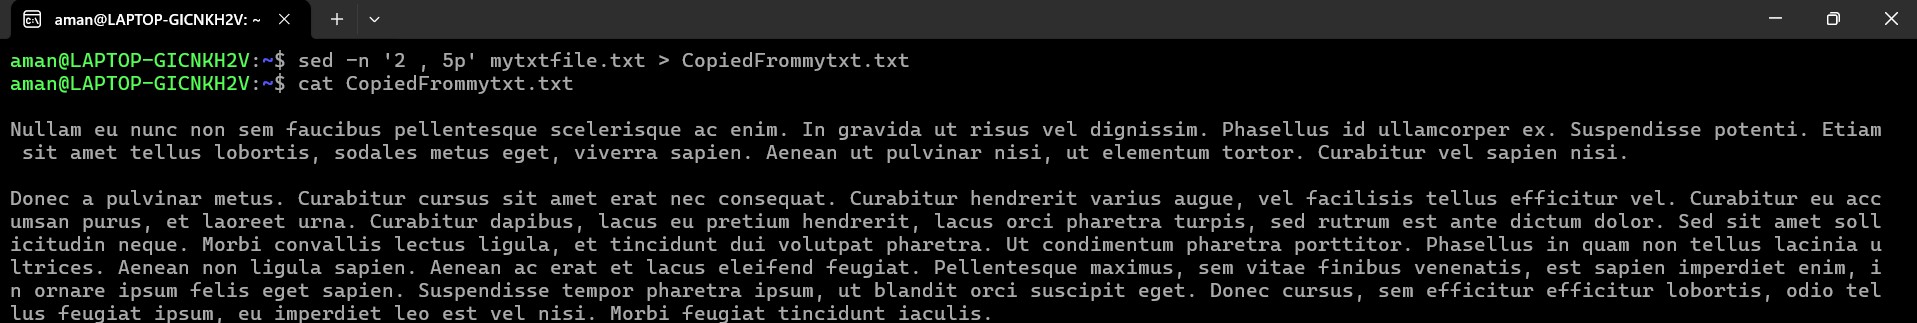 aman@LAPTOP-GICNKH2V: ~
aman@LAPTOP-GICNKH2V:~$ sed -n '2 , 5p' mytxtfile.txt > CopiedFrommytxt.txt
aman@LAPTOP-GICNKH2V:~$ cat CopiedFrommytxt.txt
Nullam eu nunc non sem faucibus pellentesque scelerisque ac enim. In gravida ut risus vel dignissim. Phasellus id ullamcorper ex. Suspendisse potenti. Etiam
sit amet tellus lobortis, sodales metus eget, viverra sapien. Aenean ut pulvinar nisi, ut elementum tortor. Curabitur vel sapien nisi.
Donec a pulvinar metus. Curabitur cursus sit amet erat nec consequat. Curabitur hendrerit varius augue, vel facilisis tellus efficitur vel. Curabitur eu acc
umsan purus, et laoreet urna. Curabitur dapibus, lacus eu pretium hendrerit, lacus orci pharetra turpis, sed rutrum est ante dictum dolor. Sed sit amet soll
icitudin neque. Morbi convallis lectus ligula, et tincidunt dui volutpat pharetra. Ut condimentum pharetra porttitor. Phasellus in quam non tellus lacinia u
ltrices. Aenean non ligula sapien. Aenean ac erat et lacus eleifend feugiat. Pellentesque maximus, sem vitae finibus venenatis, est sapien imperdiet enim, i
n ornare ipsum felis eget sapien. Suspendisse tempor pharetra ipsum, ut blandit orci suscipit eget. Donec cursus, sem efficitur efficitur lobortis, odio tel
lus feugiat ipsum, eu imperdiet leo est vel nisi. Morbi feugiat tincidunt iaculis.